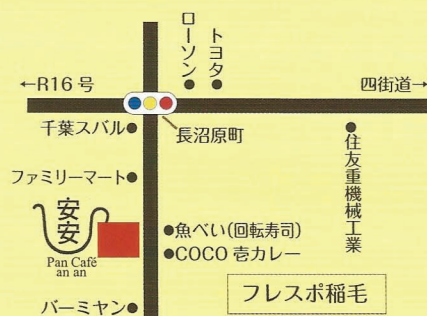 ローソン
トヨタ
←R16号
四街道→
長沼原町
千葉スバル
住友重機械工業
ファミリーマート
安安
Pan Café
an an
魚べい(回転寿司)
COCO壱カレー
フレスポ稲毛
バーミヤン